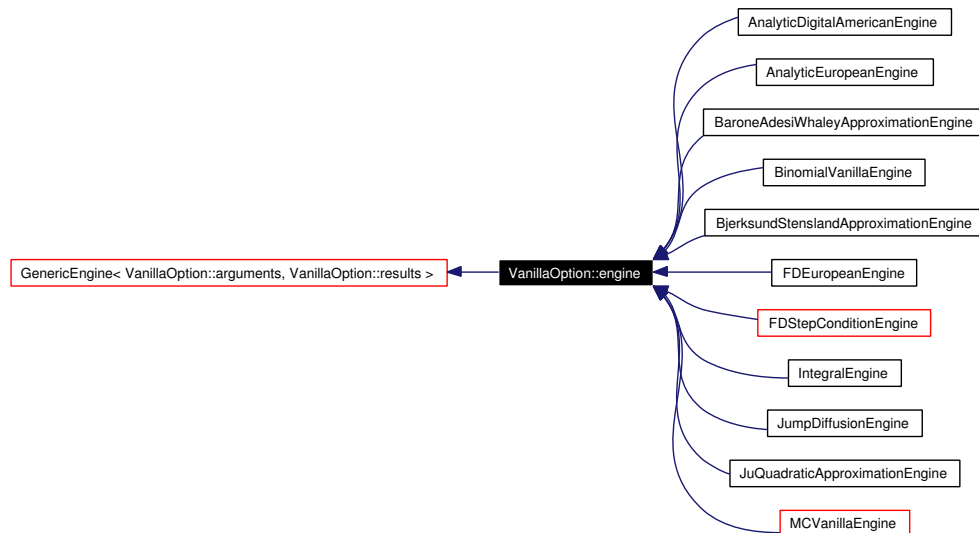 AnalyticDigitalAmericanEngine
AnalyticEuropeanEngine
BaroneAdesiWhaleyApproximationEngine
BinomialVanillaEngine
BjerksundStenslandApproximationEngine
GenericEngine< VanillaOption::arguments, VanillaOption::results >
VanillaOption::engine
FDEuropeanEngine
FDStepConditionEngine
IntegralEngine
JumpDiffusionEngine
JuQuadraticApproximationEngine
MCVanillaEngine